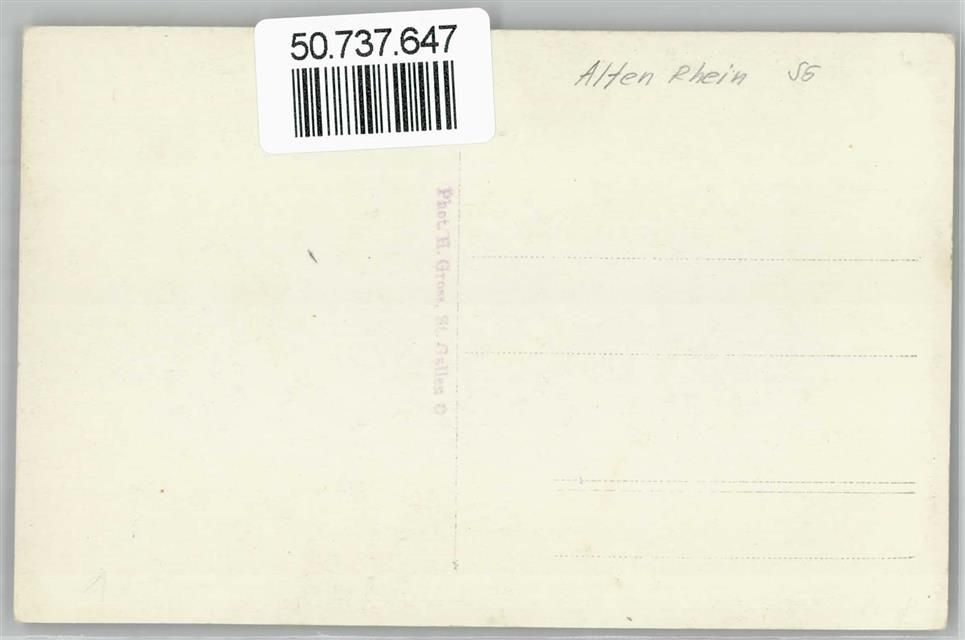 50.737.647
Alten Rhein SG
Phot. H. Gross, St. Gallen O
1